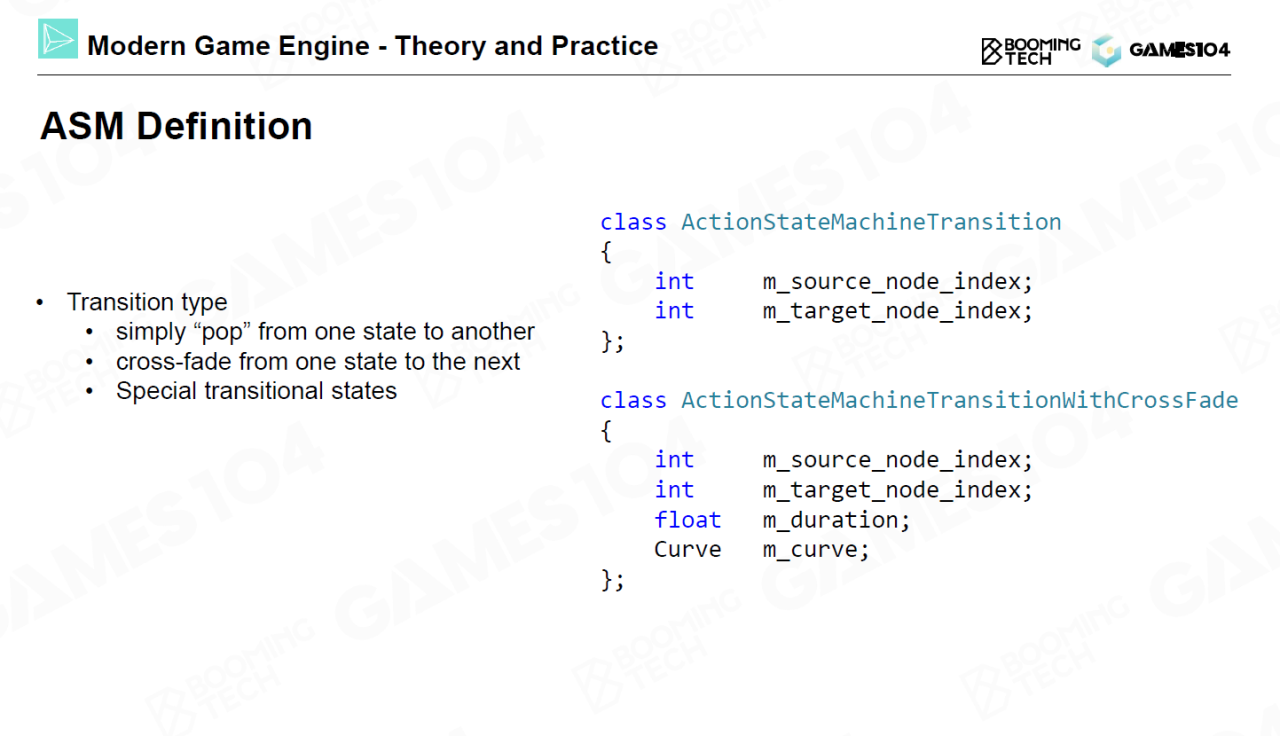 Modern Game Engine - Theory and Practice
BOOMING
TECH
GAMES104
ASM Definition
• Transition type
• simply “pop” from one state to another
• cross-fade from one state to the next
• Special transitional states
class ActionStateMachineTransition
{
int m_source_node_index;
int m_target_node_index;
};
class ActionStateMachineTransitionWithCrossFade
{
int m_source_node_index;
int m_target_node_index;
float m_duration;
Curve m_curve;
};